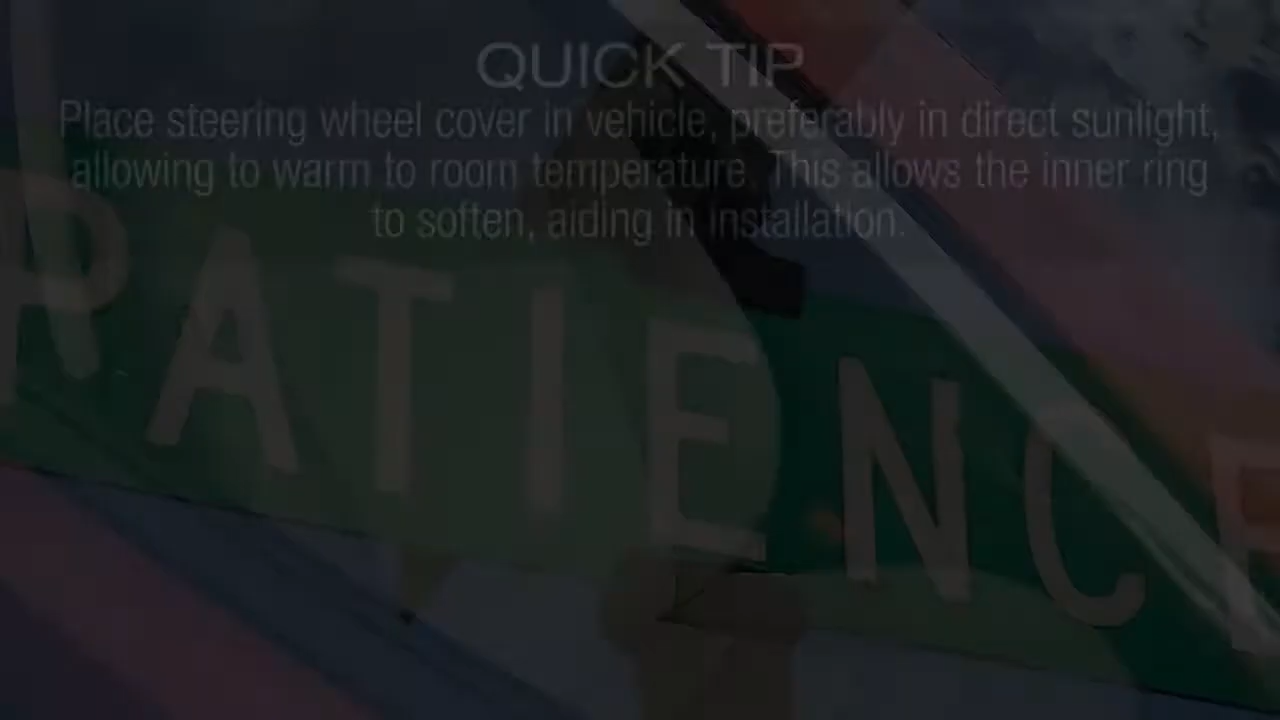 QUICK TIP
Place steering wheel cover in vehicle, preferably in direct sunlight,
allowing to warm to room temperature. This allows the inner ring
to soften, aiding in installation.
PATIENCE